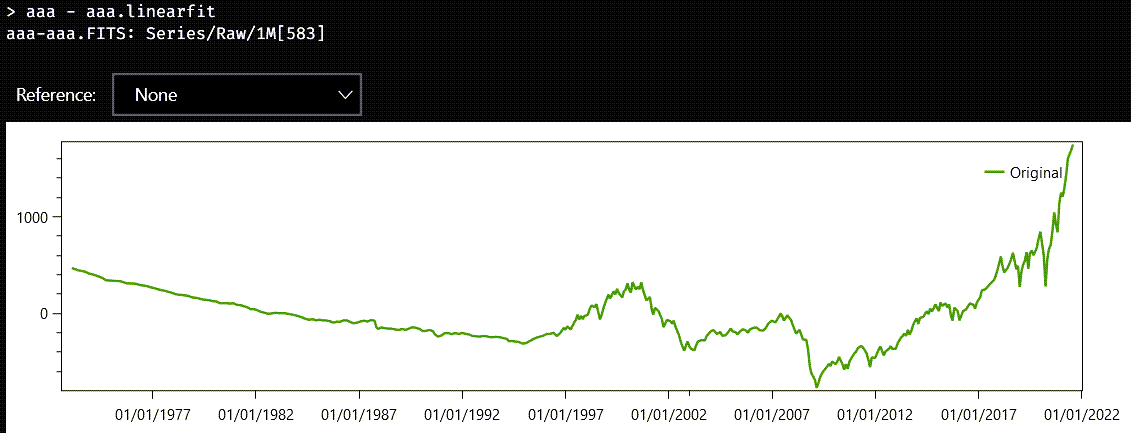 > aaa - aaa.linearfit
aaa-aaa.FITS: Series/Raw/1M[583]
Reference: None
Original
1000
0
01/01/1977 01/01/1982 01/01/1987 01/01/1992 01/01/1997 01/01/2002 01/01/2007 01/01/2012 01/01/2017 01/01/2022